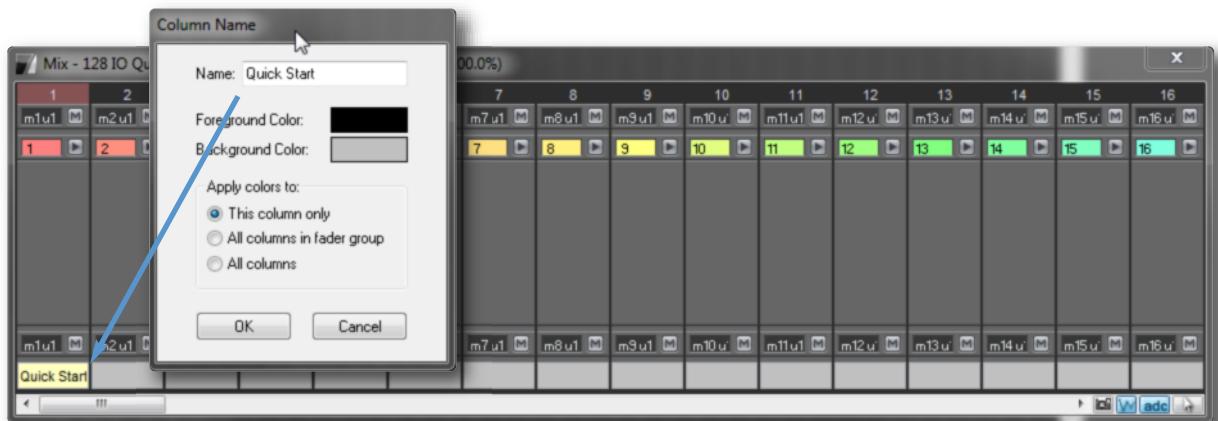 Column Name
Mix - 128 IO Qu
00.0%)
x
Name: Quick Start
Foreground Color:
Background Color:
Apply colors to:
This column only
All columns in fader group
All columns
OK Cancel
1 2 7 8 9 10 11 12 13 14 15 16
m1u1 M m2u1 m7u1 M m8u1 M m9u1 M m10u M m11u1 M m12u M m13u M m14u M m15u M m16u M
1 2 7 8 9 10 11 12 13 14 15 16
m1u1 M m2u1 m7u1 M m8u1 M m9u1 M m10u M m11u1 M m12u M m13u M m14u M m15u M m16u M
Quick Start
adc